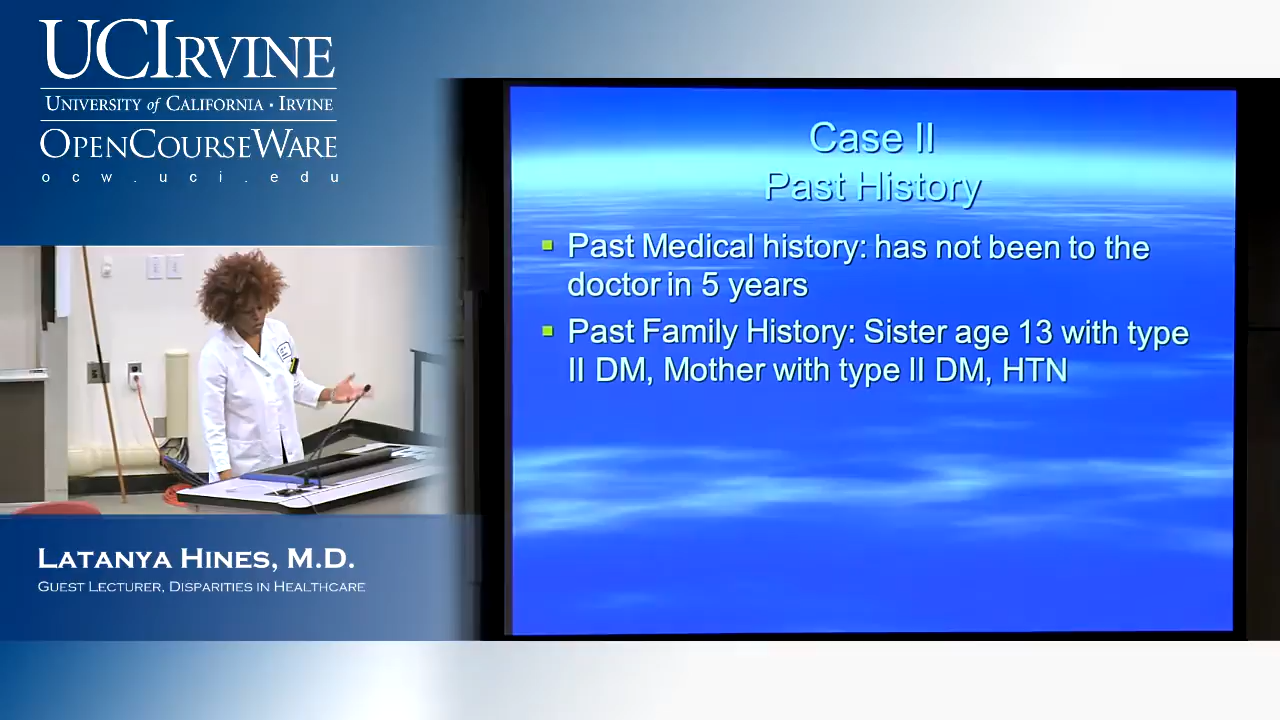 UCIRVINE
UNIVERSITY of CALIFORNIA · IRVINE
OPENCOURSEWARE
ocw.uci.edu
Case II
Past History
Past Medical history: has not been to the
doctor in 5 years
Past Family History: Sister age 13 with type
II DM, Mother with type II DM, HTN
LATANYA HINES, M.D.
GUEST LECTURER, DISPARITIES IN HEALTHCARE